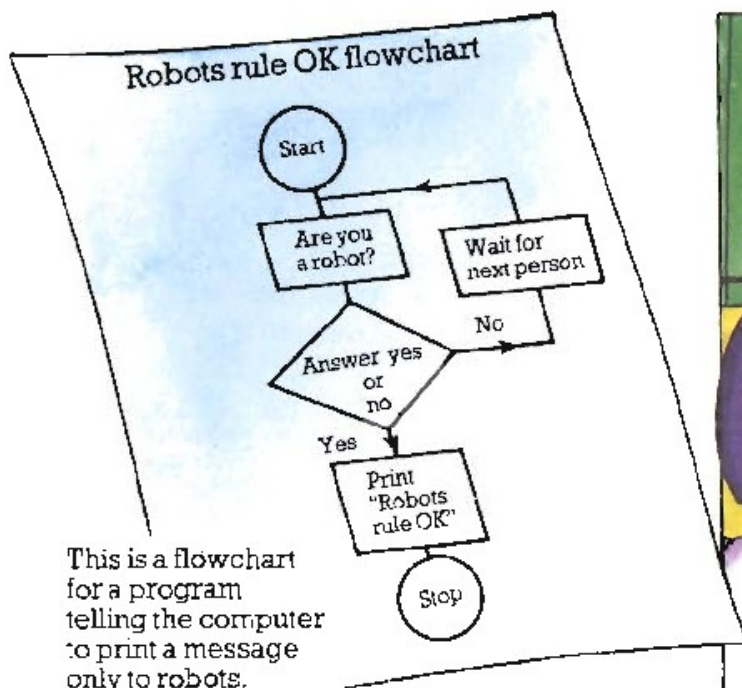 Robots rule OK flowchart
Start
Are you
a robot?
Wait for
next person
No
Answer yes
or
no
Yes
Print
"Robots
rule OK"
Stop
This is a flowchart
for a program
telling the computer
to print a message
only to robots.